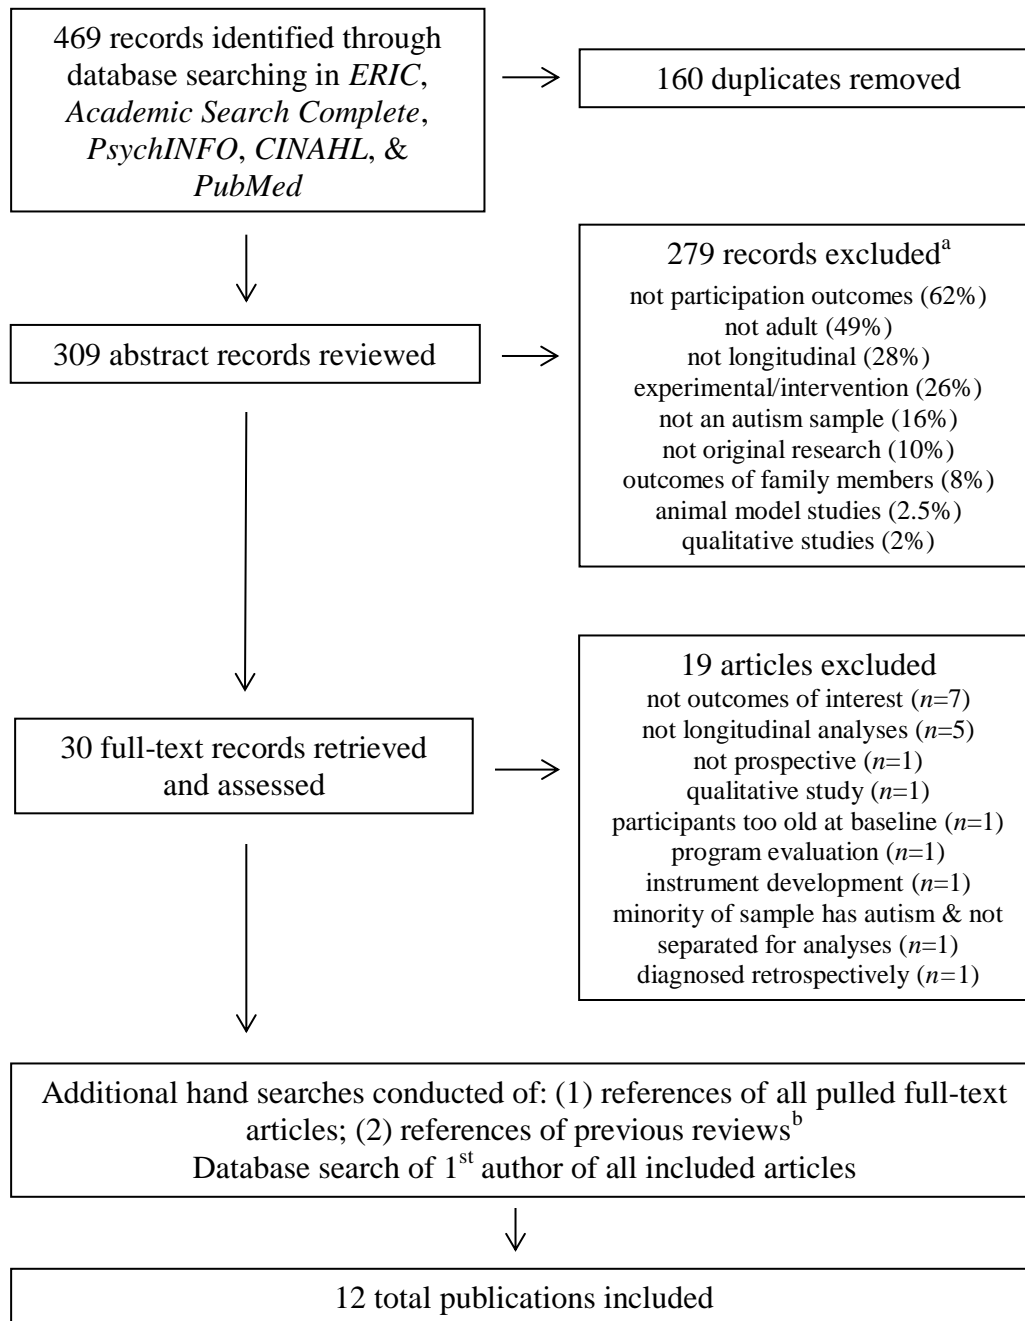 469 records identified through
database searching in ERIC,
Academic Search Complete,
PsychINFO, CINAHL, &
PubMed
160 duplicates removed
309 abstract records reviewed
279 records excludedᵃ
not participation outcomes (62%)
not adult (49%)
not longitudinal (28%)
experimental/intervention (26%)
not an autism sample (16%)
not original research (10%)
outcomes of family members (8%)
animal model studies (2.5%)
qualitative studies (2%)
30 full-text records retrieved
and assessed
19 articles excluded
not outcomes of interest (n=7)
not longitudinal analyses (n=5)
not prospective (n=1)
qualitative study (n=1)
participants too old at baseline (n=1)
program evaluation (n=1)
instrument development (n=1)
minority of sample has autism & not
separated for analyses (n=1)
diagnosed retrospectively (n=1)
Additional hand searches conducted of: (1) references of all pulled full-text
articles; (2) references of previous reviewsᵇ
Database search of 1ˢᵗ author of all included articles
12 total publications included